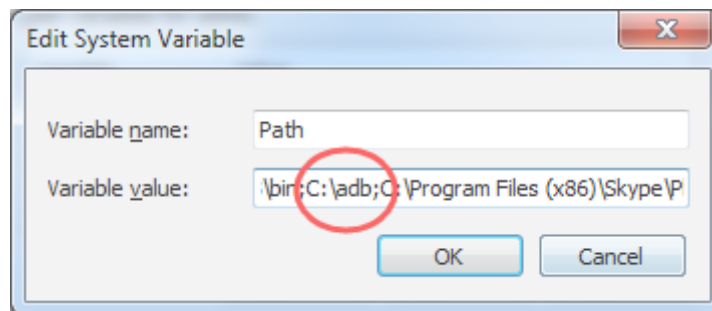 Edit System Variable
Variable name: Path
Variable value: \bin;C:\adb;C:\Program Files (x86)\Skype\P
OK Cancel